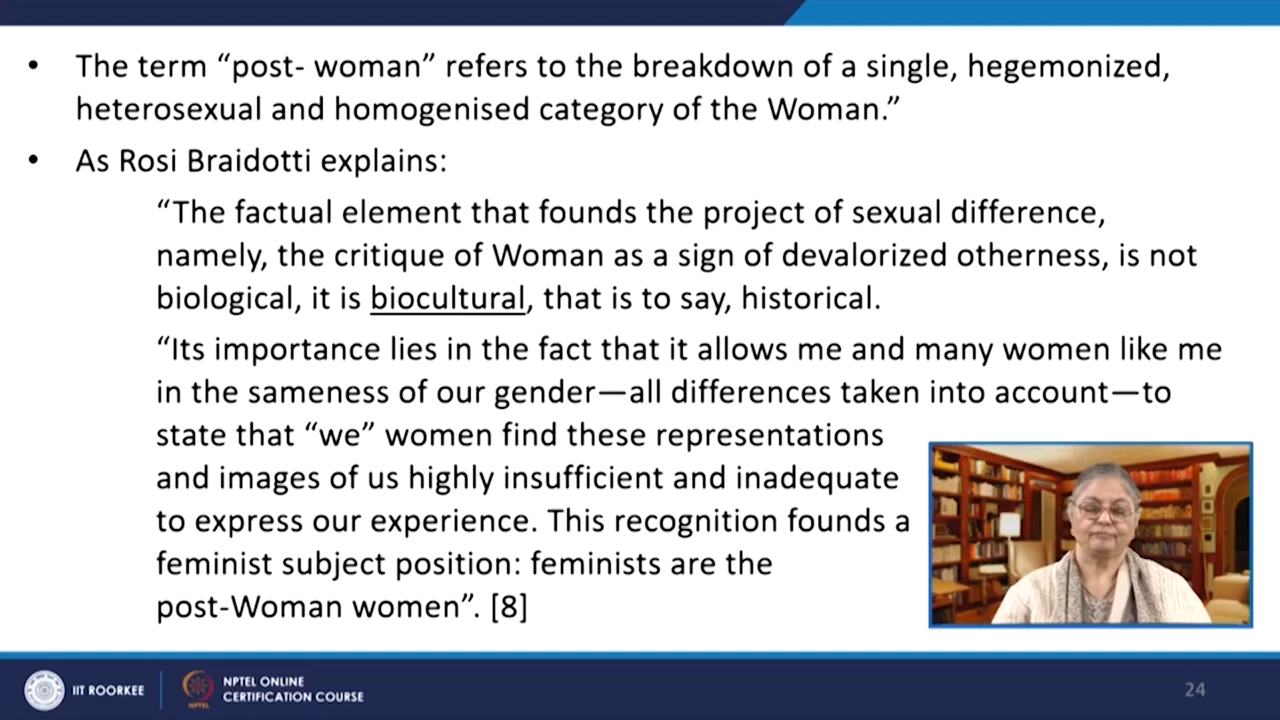 • The term “post- woman” refers to the breakdown of a single, hegemonized,
heterosexual and homogenised category of the Woman.”
• As Rosi Braidotti explains:
“The factual element that founds the project of sexual difference,
namely, the critique of Woman as a sign of devalorized otherness, is not
biological, it is biocultural, that is to say, historical.
“Its importance lies in the fact that it allows me and many women like me
in the sameness of our gender—all differences taken into account—to
state that “we” women find these representations
and images of us highly insufficient and inadequate
to express our experience. This recognition founds a
feminist subject position: feminists are the
post-Woman women”. [8]
IIT ROORKEE
NPTEL
NPTEL ONLINE
CERTIFICATION COURSE
24